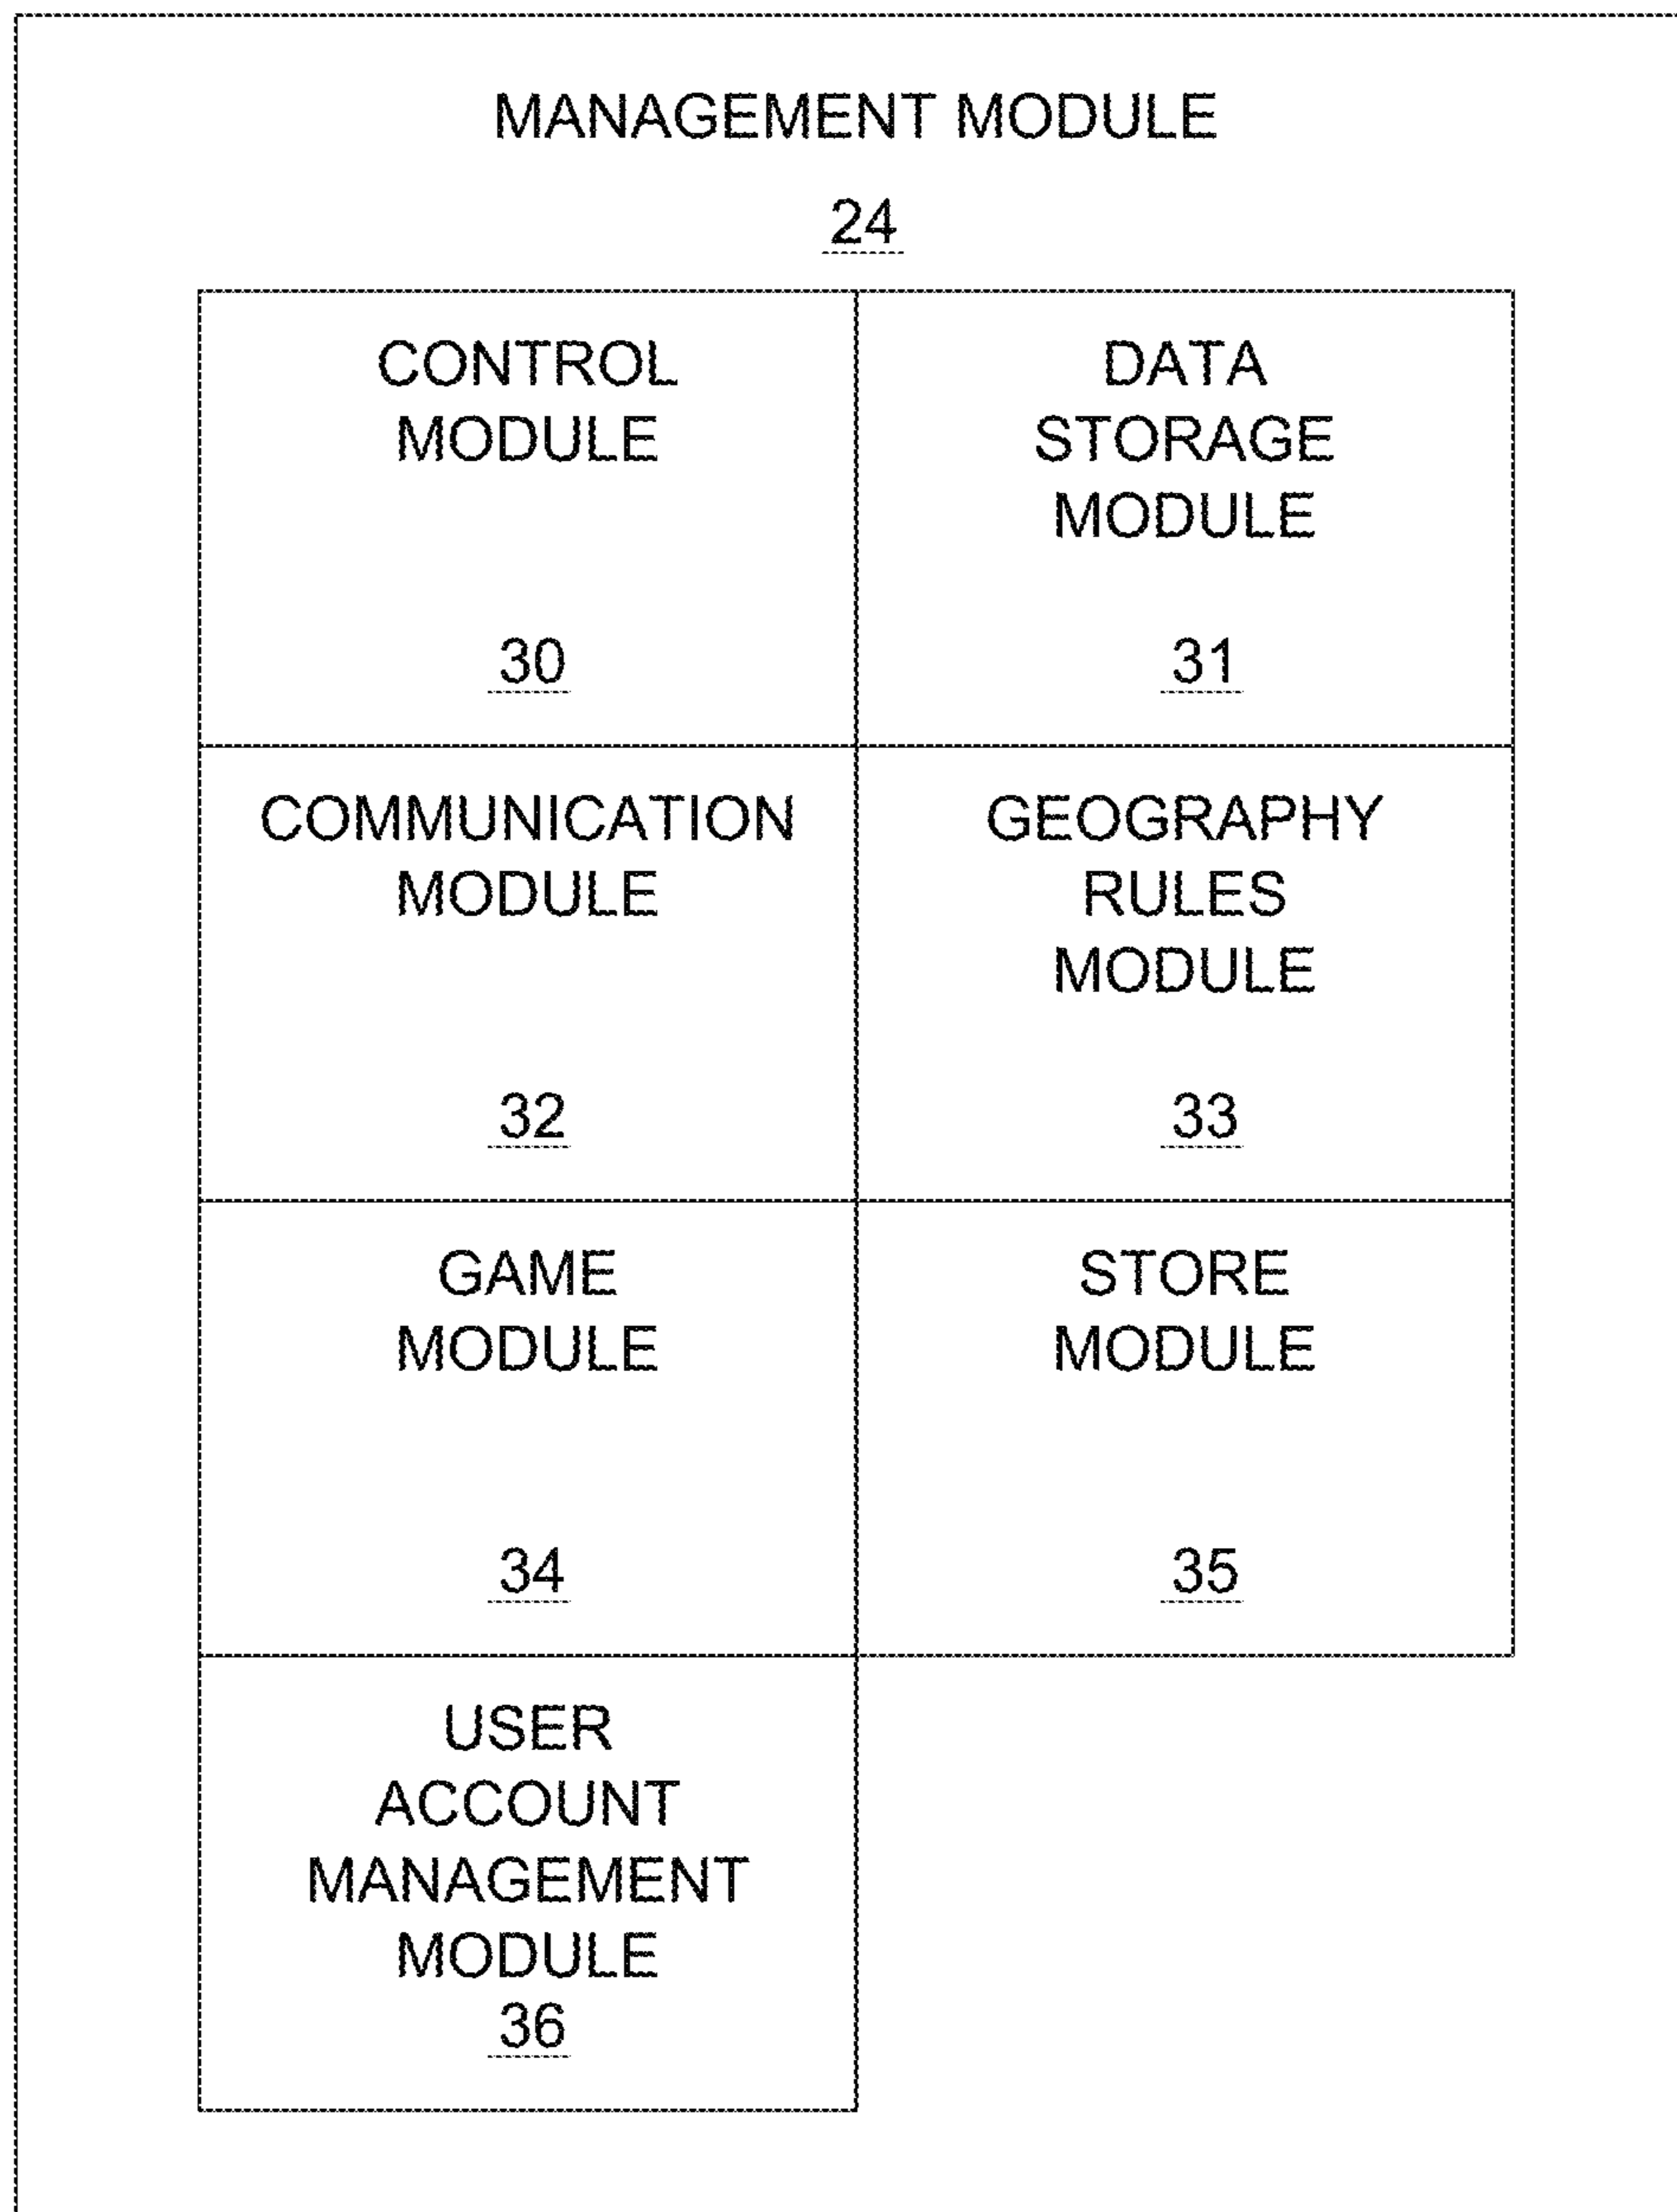 MANAGEMENT MODULE
24
CONTROL
MODULE
30
DATA
STORAGE
MODULE
31
COMMUNICATION
MODULE
32
GEOGRAPHY
RULES
MODULE
33
GAME
MODULE
34
STORE
MODULE
35
USER
ACCOUNT
MANAGEMENT
MODULE
36